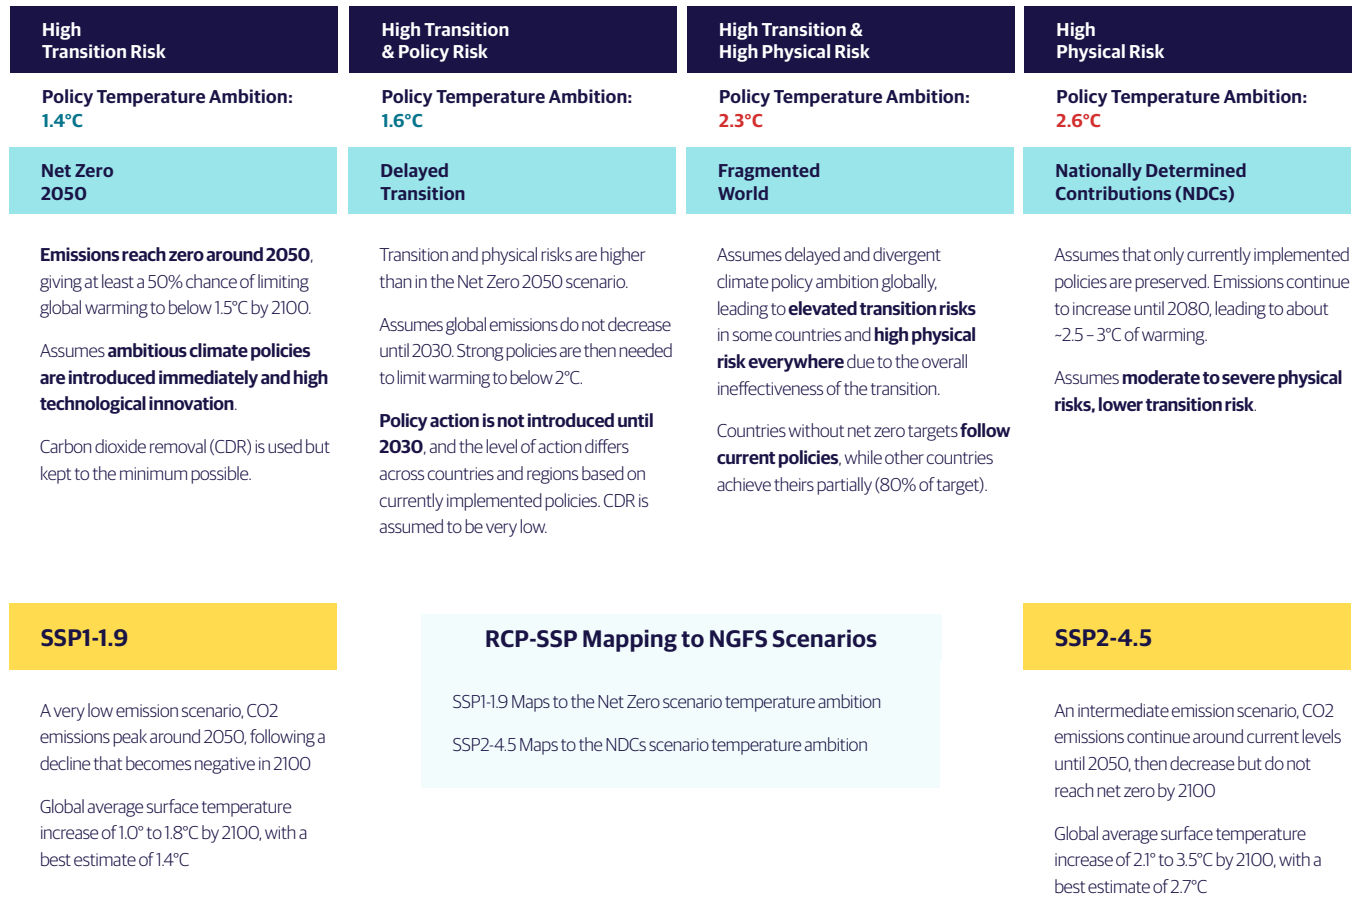 High
Transition Risk
Policy Temperature Ambition:
1.4°C
Net Zero
2050
Emissions reach zero around 2050,
giving at least a 50% chance of limiting
global warming to below 1.5°C by 2100.
Assumes ambitious climate policies
are introduced immediately and high
technological innovation.
Carbon dioxide removal (CDR) is used but
kept to the minimum possible.
High Transition
& Policy Risk
Policy Temperature Ambition:
1.6°C
Delayed
Transition
Transition and physical risks are higher
than in the Net Zero 2050 scenario.
Assumes global emissions do not decrease
until 2030. Strong policies are then needed
to limit warming to below 2°C.
Policy action is not introduced until
2030, and the level of action differs
across countries and regions based on
currently implemented policies. CDR is
assumed to be very low.
High Transition &
High Physical Risk
Policy Temperature Ambition:
2.3°C
Fragmented
World
Assumes delayed and divergent
climate policy ambition globally,
leading to elevated transition risks
in some countries and high physical
risk everywhere due to the overall
ineffectiveness of the transition.
Countries without net zero targets follow
current policies, while other countries
achieve theirs partially (80% of target).
High
Physical Risk
Policy Temperature Ambition:
2.6°C
Nationally Determined
Contributions (NDCs)
Assumes that only currently implemented
policies are preserved. Emissions continue
to increase until 2080, leading to about
~2.5 – 3°C of warming.
Assumes moderate to severe physical
risks, lower transition risk.
SSP1-1.9
A very low emission scenario, CO2
emissions peak around 2050, following a
decline that becomes negative in 2100
Global average surface temperature
increase of 1.0° to 1.8°C by 2100, with a
best estimate of 1.4°C
RCP-SSP Mapping to NGFS Scenarios
SSP1-1.9 Maps to the Net Zero scenario temperature ambition
SSP2-4.5 Maps to the NDCs scenario temperature ambition
SSP2-4.5
An intermediate emission scenario, CO2
emissions continue around current levels
until 2050, then decrease but do not
reach net zero by 2100
Global average surface temperature
increase of 2.1° to 3.5°C by 2100, with a
best estimate of 2.7°C